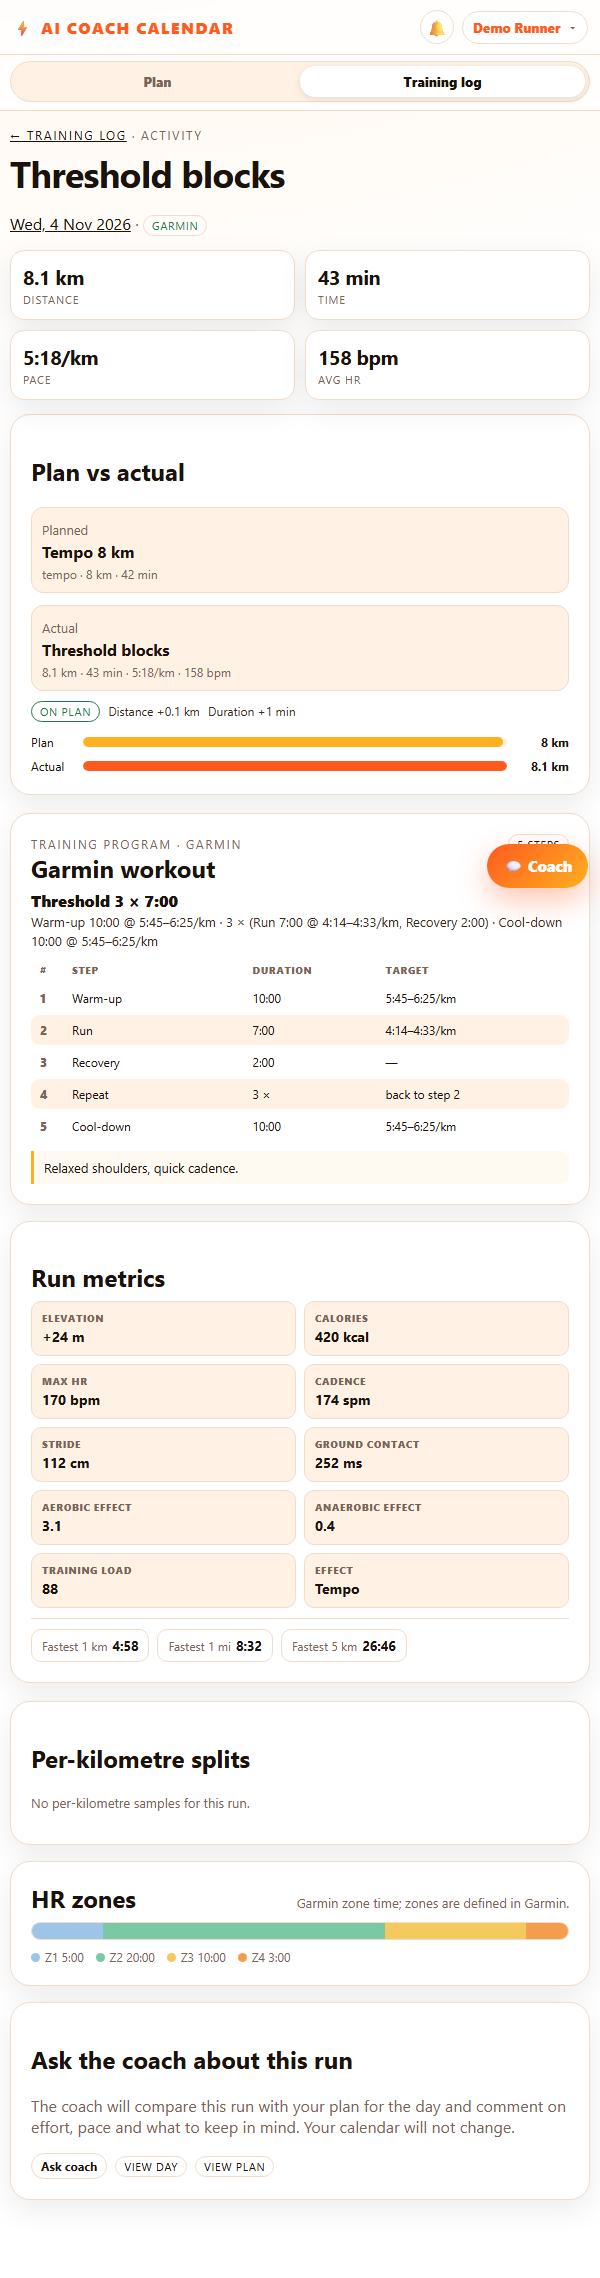 AI COACH CALENDAR
Demo Runner
Plan
Training log
← TRAINING LOG · ACTIVITY
Threshold blocks
Wed, 4 Nov 2026 · GARMIN
8.1 km
DISTANCE
43 min
TIME
5:18/km
PACE
158 bpm
AVG HR
Plan vs actual
Planned
Tempo 8 km
tempo · 8 km · 42 min
Actual
Threshold blocks
8.1 km · 43 min · 5:18/km · 158 bpm
ON PLAN Distance +0.1 km Duration +1 min
Plan 8 km
Actual 8.1 km
TRAINING PROGRAM · GARMIN
Garmin workout
Coach
Threshold 3 × 7:00
Warm-up 10:00 @ 5:45–6:25/km · 3 × (Run 7:00 @ 4:14–4:33/km, Recovery 2:00) · Cool-down
10:00 @ 5:45–6:25/km
# STEP DURATION TARGET
1 Warm-up 10:00 5:45–6:25/km
2 Run 7:00 4:14–4:33/km
3 Recovery 2:00 —
4 Repeat 3 × back to step 2
5 Cool-down 10:00 5:45–6:25/km
Relaxed shoulders, quick cadence.
Run metrics
ELEVATION
+24 m
CALORIES
420 kcal
MAX HR
170 bpm
CADENCE
174 spm
STRIDE
112 cm
GROUND CONTACT
252 ms
AEROBIC EFFECT
3.1
ANAEROBIC EFFECT
0.4
TRAINING LOAD
88
EFFECT
Tempo
Fastest 1 km 4:58 Fastest 1 mi 8:32 Fastest 5 km 26:46
Per-kilometre splits
No per-kilometre samples for this run.
HR zones
Garmin zone time; zones are defined in Garmin.
Z1 5:00 Z2 20:00 Z3 10:00 Z4 3:00
Ask the coach about this run
The coach will compare this run with your plan for the day and comment on
effort, pace and what to keep in mind. Your calendar will not change.
Ask coach VIEW DAY VIEW PLAN